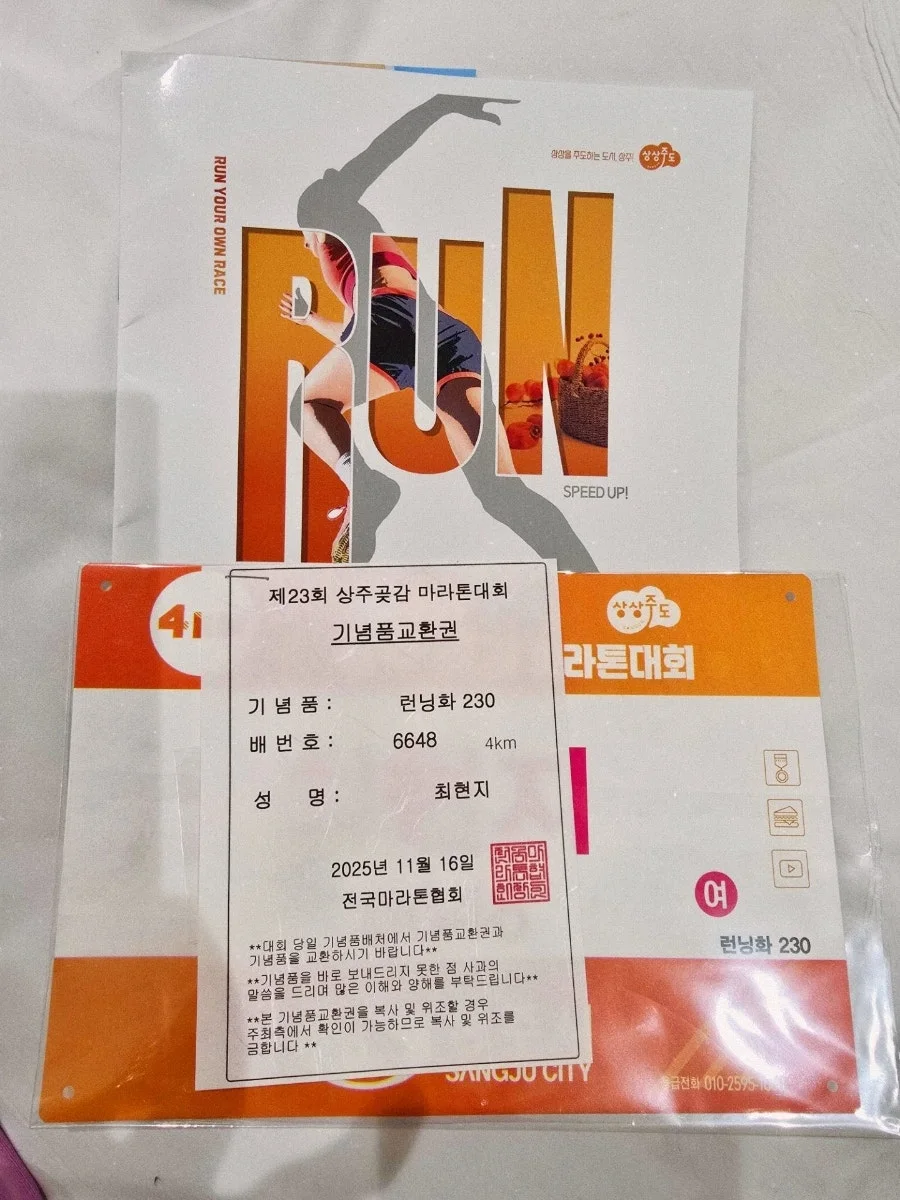 상상을 주도하는 도시, 상주!
상상주도
RUN YOUR OWN RACE
RUN
SPEED UP!
제23회 상주곶감 마라톤대회
기념품교환권
기 념 품 : 런닝화 230
배 번 호 : 6648 4km
성 명 : 최현지
2025년 11월 16일
전국마라톤협회
**대회 당일 기념품배처에서 기념품교환권과
기념품을 교환하시기 바랍니다**
**기념품을 바로 보내드리지 못한 점 사과의
말씀을 드리며 많은 이해와 양해를 부탁드립니다**
**본 기념품교환권을 복사 및 위조할 경우
주최측에서 확인이 가능하므로 복사 및 위조를
금합니다 **
상상주도
라톤대회
여
런닝화 230
SANGJU CITY
급전화 010-2595-1